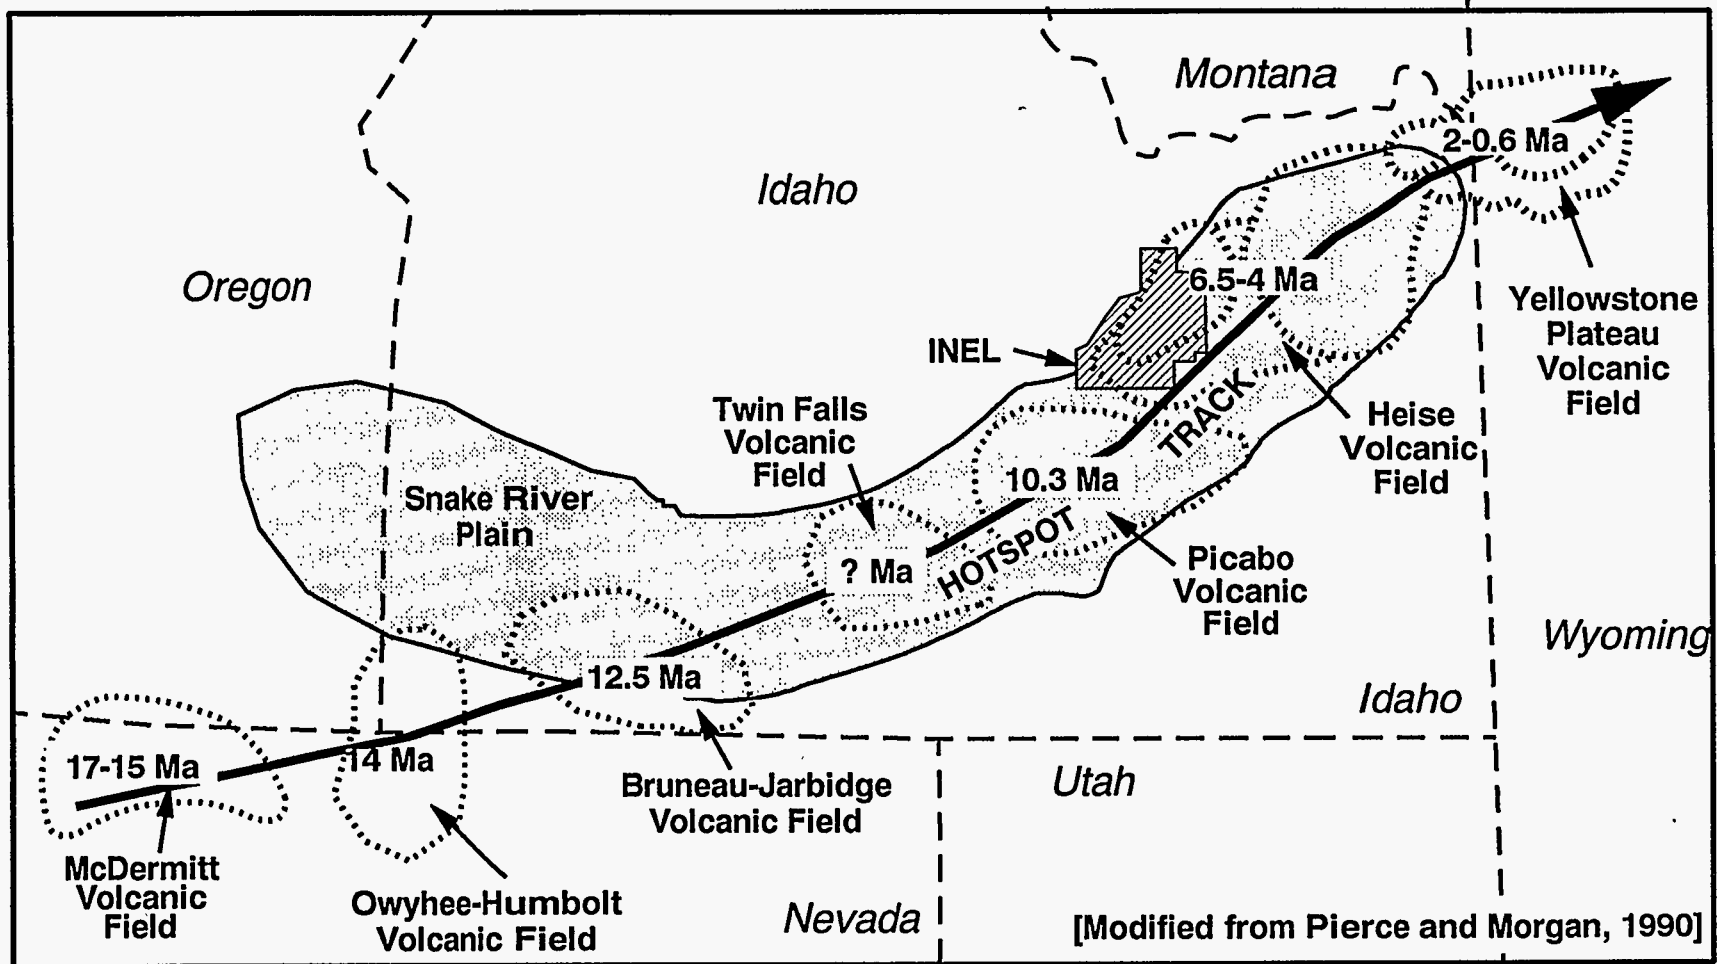 Montana
2-0.6 Ma
Idaho
Oregon
6.5-4 Ma
Yellowstone
Plateau
Volcanic
Field
INEL
Twin Falls
Volcanic
Field
Heise
Volcanic
Field
TRACK
10.3 Ma
Snake River
Plain
HOTSPOT
? Ma
Picabo
Volcanic
Field
Wyoming
12.5 Ma
Idaho
17-15 Ma
14 Ma
Bruneau-Jarbidge
Volcanic Field
Utah
McDermitt
Volcanic
Field
Owyhee-Humbolt
Volcanic Field
Nevada
[Modified from Pierce and Morgan, 1990]